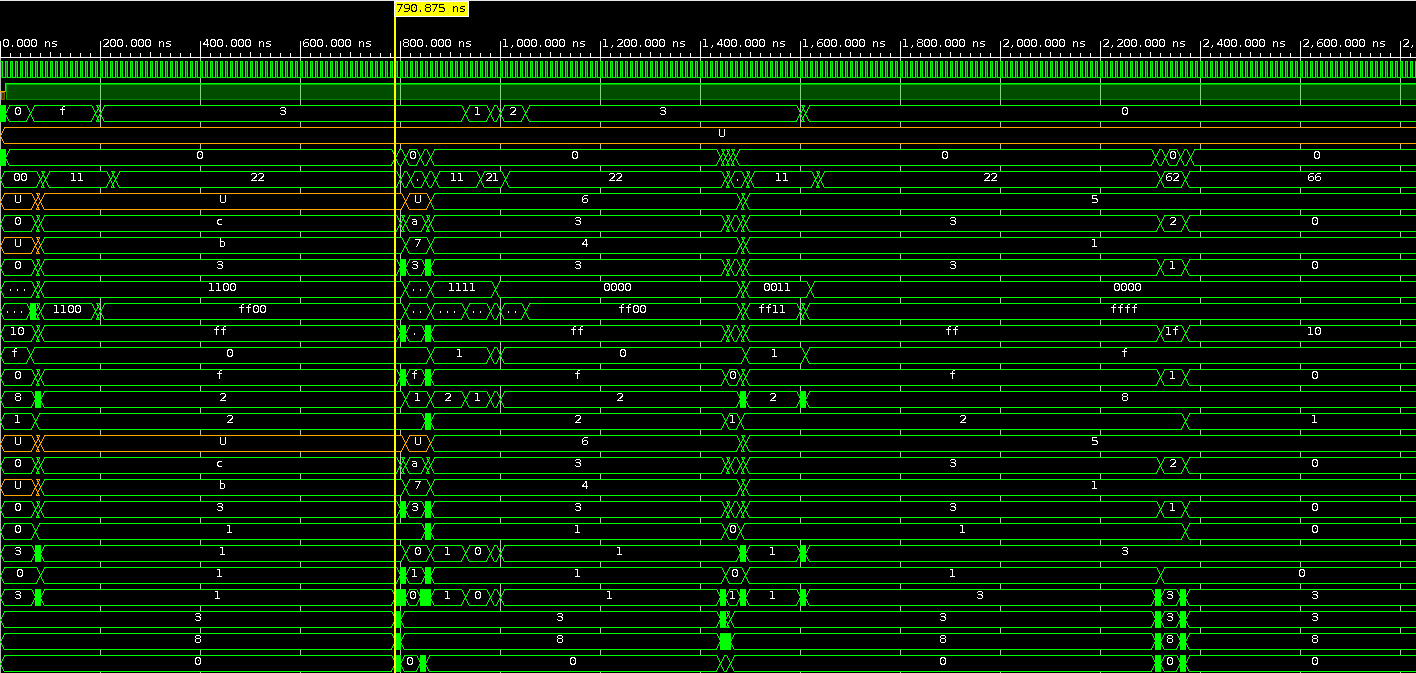 790.875 ns
0.000 ns 200.000 ns 400.000 ns 600.000 ns 800.000 ns 1,000.000 ns 1,200.000 ns 1,400.000 ns 1,600.000 ns 1,800.000 ns 2,000.000 ns 2,200.000 ns 2,400.000 ns 2,600.000 ns 2,
0 f 3 1 2 3 0
U
0 0 0 0 0 0
00 11 22 . 11 21 22 . 11 22 62 66
U U U 6 5
0 c a 3 3 2 0
U b 7 4 1
0 3 3 3 3 1 0
... 1100 .. 1111 0000 0011 0000
... 1100 ff00 .. ... .. .. ff00 ff11 ffff
10 ff . ff ff 1f 10
f 0 1 0 1 f
0 f f f 0 f 1 0
8 2 1 2 1 2 2 8
1 2 2 1 2 1
U U U 6 5
0 c a 3 3 2 0
U b 7 4 1
0 3 3 3 3 1 0
0 1 1 0 1 0
3 1 0 1 0 1 1 3
0 1 1 1 0 1 0
3 1 0 1 0 1 1 1 3 3 3
3 3 3 3 3
8 8 8 8 8
0 0 0 0 0 0